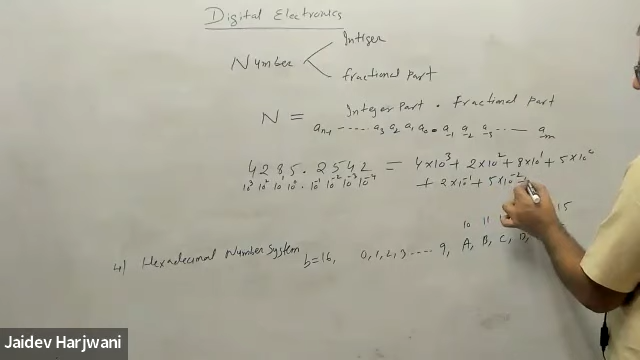 Digital Electronics
Number
Intiger
fractional part
N = Integer part . Fractional part
aₙ₋₁ ------ a₃ a₂ a₁ a₀ . a₋₁ a₋₂ a₋₃ ---- a₋ₘ
4285.2542 = 4×10³ + 2×10² + 8×10¹ + 5×10⁰
10³ 10² 10¹ 10⁰ . 10⁻¹ 10⁻² 10⁻³ 10⁻⁴
+ 2×10⁻¹ + 5×10⁻² +
10 11 15
4) Hexadecimal Number System b=16, 0,1,2,3 ---- 9, A, B, C, D,
Jaidev Harjwani